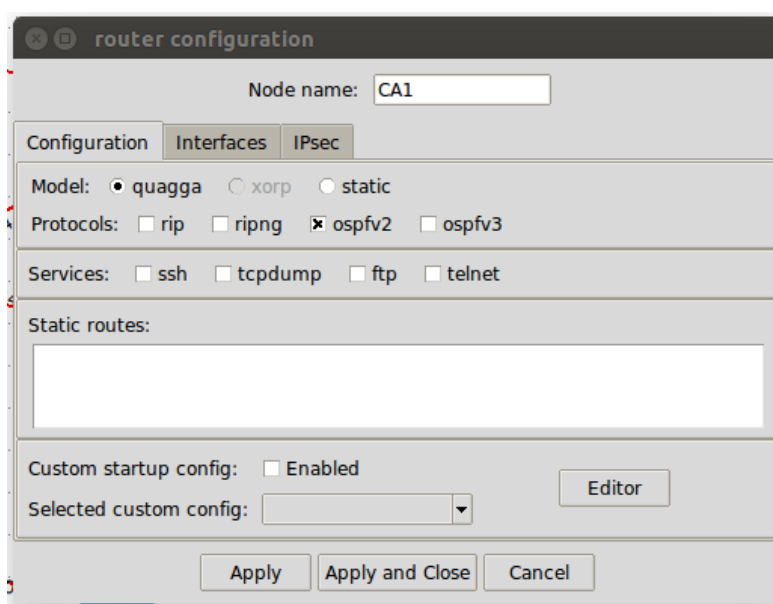 router configuration
Node name: CA1
Configuration Interfaces IPsec
Model: quagga xorp static
Protocols: rip ripng ospfv2 ospfv3
Services: ssh tcpdump ftp telnet
Static routes:
Custom startup config: Enabled
Editor
Selected custom config:
Apply Apply and Close Cancel